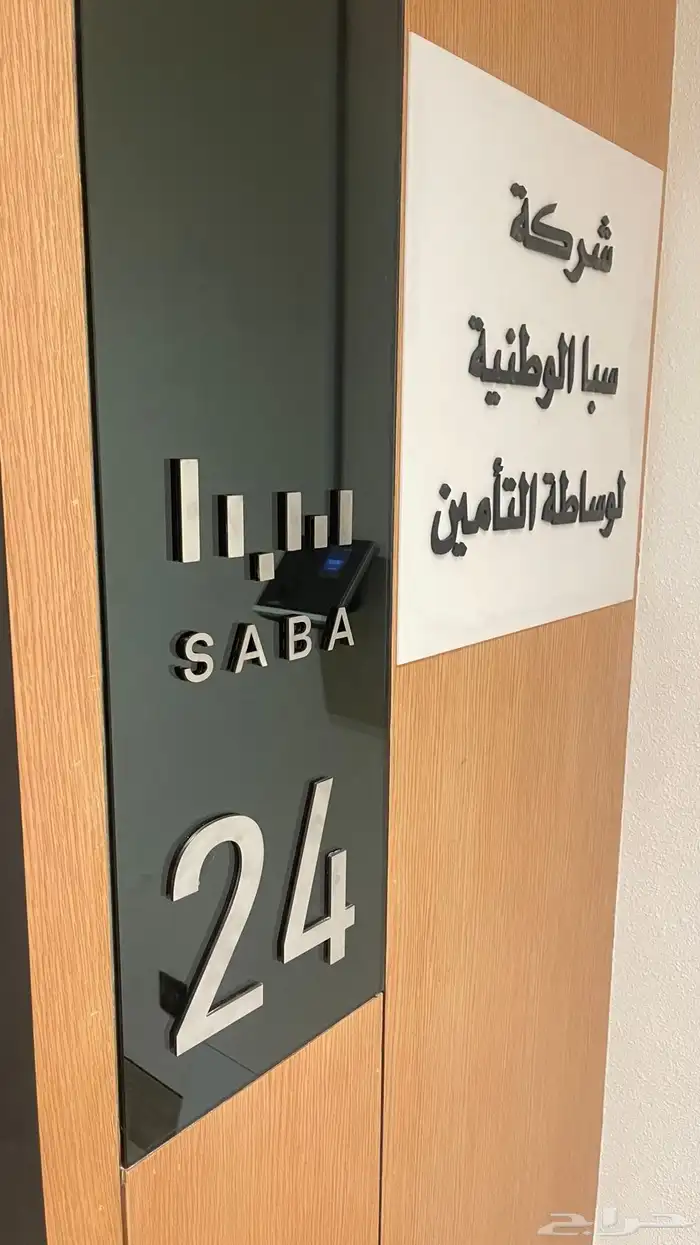 شركة
سبا الوطنية
لوساطة التأمين
سبا
SABA
24
حراج